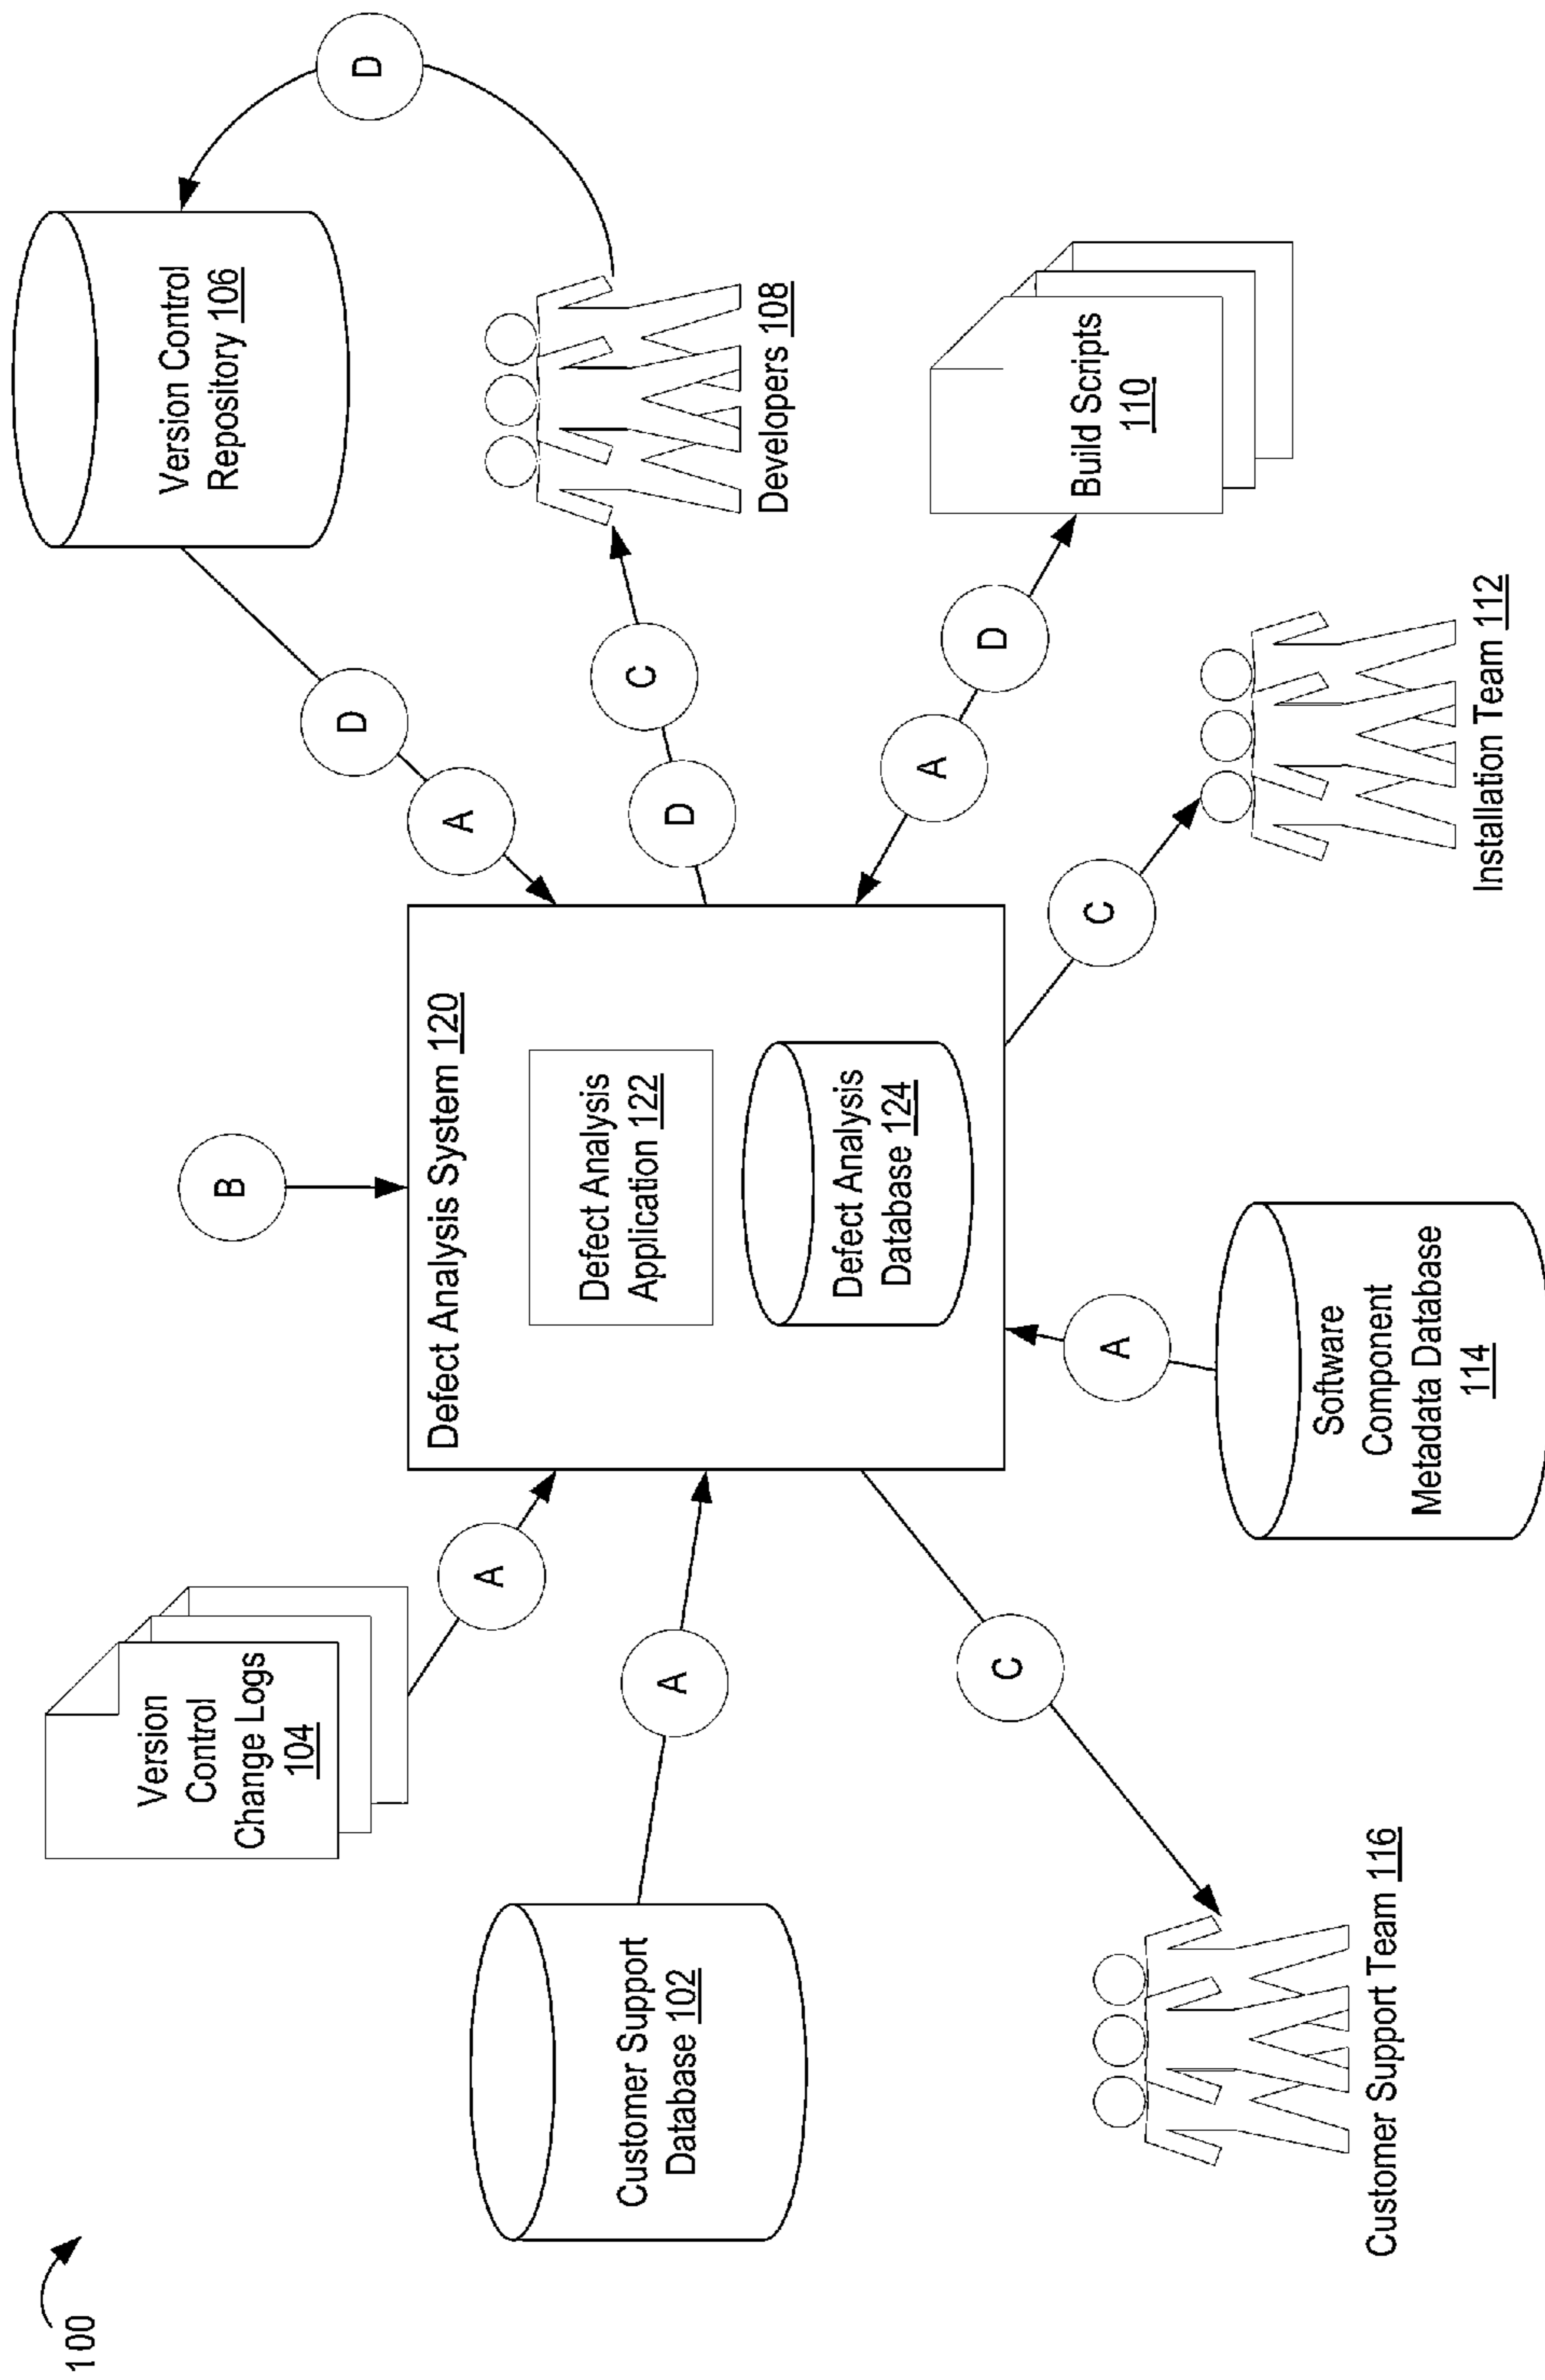 100
Version
Control
Change Logs
104
B
D
Version Control
Repository 106
D
A
A
Defect Analysis System 120
Customer Support
Database 102
A
Defect Analysis
Application 122
D
C
Developers 108
Defect Analysis
Database 124
A
D
Build Scripts
110
C
A
C
Customer Support Team 116
Software
Component
Metadata Database
114
Installation Team 112